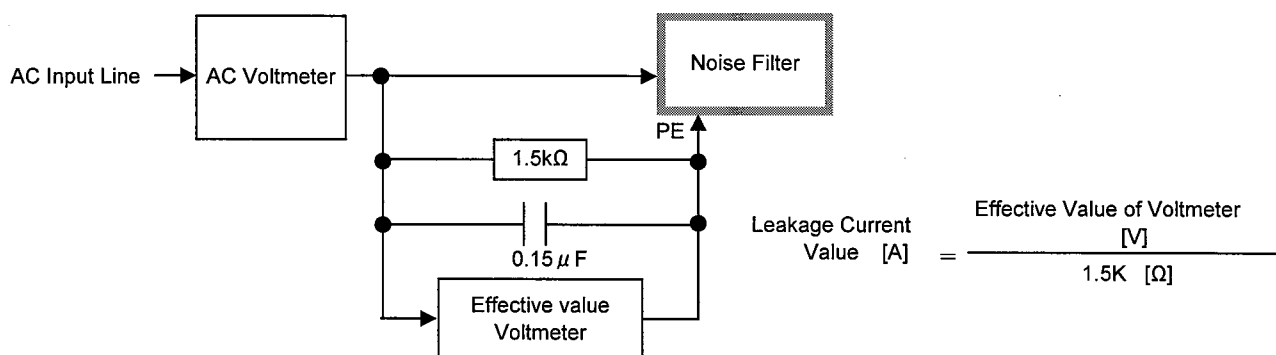 AC Input Line
AC Voltmeter
Noise Filter
PE
1.5kΩ
0.15μF
Effective value
Voltmeter
Leakage Current
Value [A]
=
Effective Value of Voltmeter
[V]
1.5K [Ω]